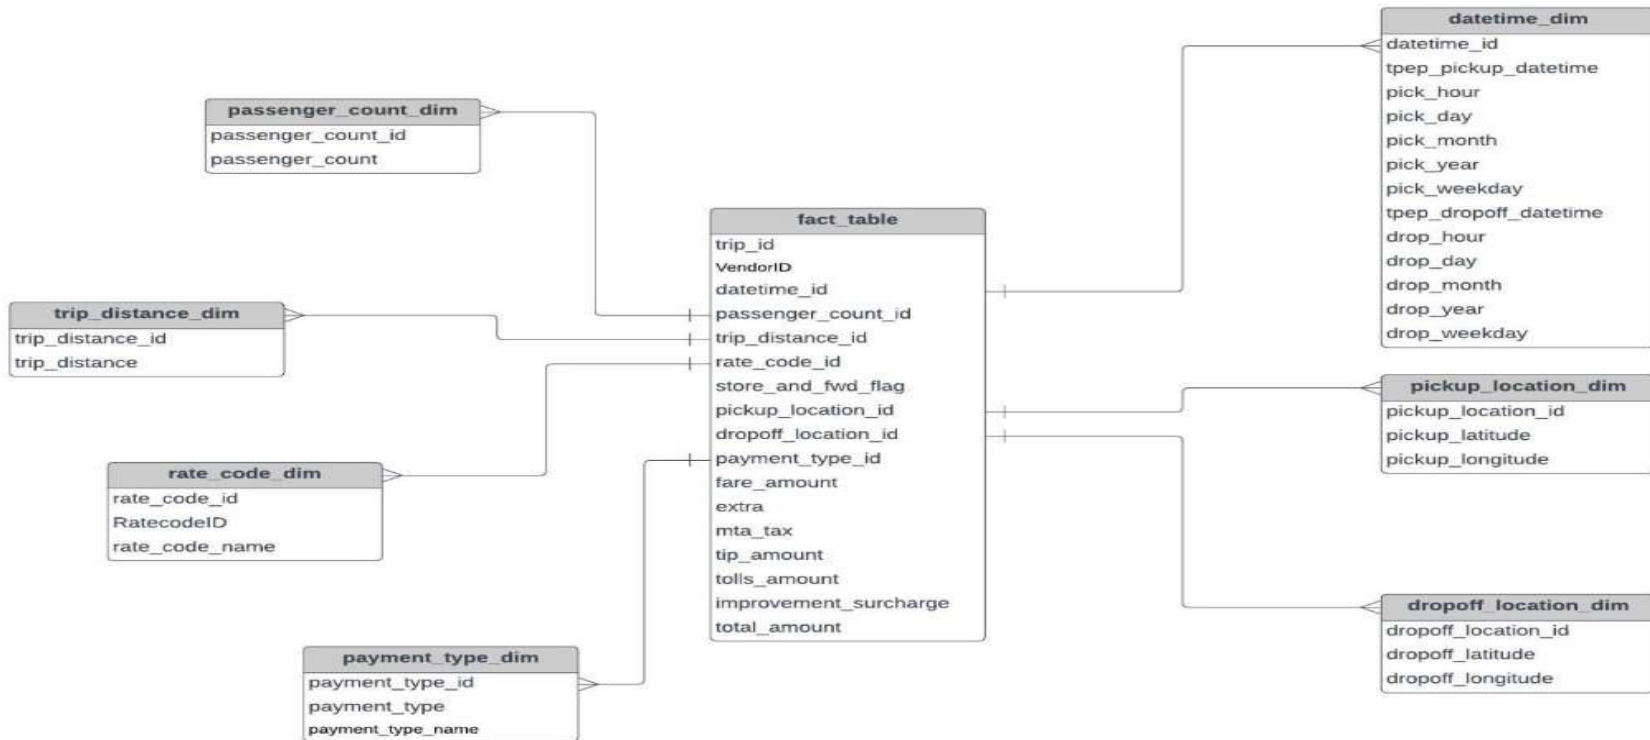 passenger_count_dim
passenger_count_id
passenger_count
trip_distance_dim
trip_distance_id
trip_distance
rate_code_dim
rate_code_id
RatecodeID
rate_code_name
payment_type_dim
payment_type_id
payment_type
payment_type_name
fact_table
trip_id
VendorID
datetime_id
passenger_count_id
trip_distance_id
rate_code_id
store_and_fwd_flag
pickup_location_id
dropoff_location_id
payment_type_id
fare_amount
extra
mta_tax
tip_amount
tolls_amount
improvement_surcharge
total_amount
datetime_dim
datetime_id
tpep_pickup_datetime
pick_hour
pick_day
pick_month
pick_year
pick_weekday
tpep_dropoff_datetime
drop_hour
drop_day
drop_month
drop_year
drop_weekday
pickup_location_dim
pickup_location_id
pickup_latitude
pickup_longitude
dropoff_location_dim
dropoff_location_id
dropoff_latitude
dropoff_longitude